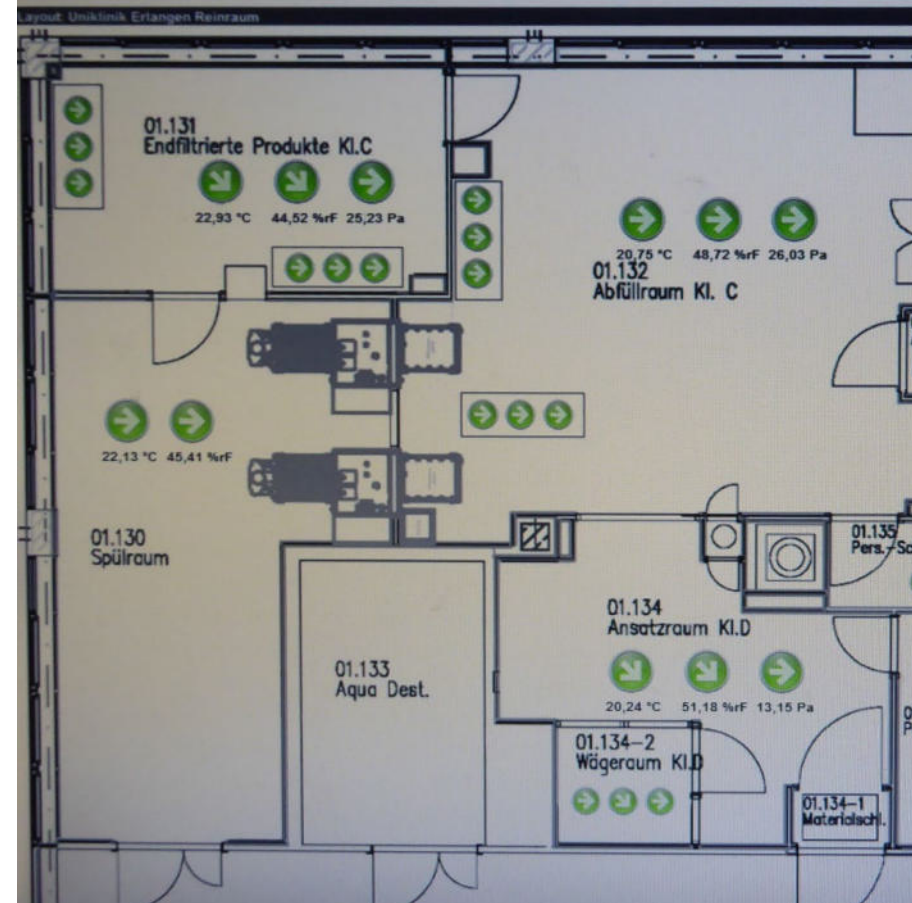 Layout: Uniklinik Erlangen Reinraum
01.131
Endfiltrierte Produkte Kl.C
22,93 °C 44,52 %rF 25,23 Pa
20,75 °C 48,72 %rF 26,03 Pa
01.132
Abfüllraum Kl. C
22,13 °C 45,41 %rF
01.130
Spülraum
01.135
Pers.-Sc
01.134
Ansatzraum Kl.D
20,24 °C 51,18 %rF 13,15 Pa
01.133
Aqua Dest.
01.134-2
Wägeraum Kl.D
01.134-1
Materialschl.